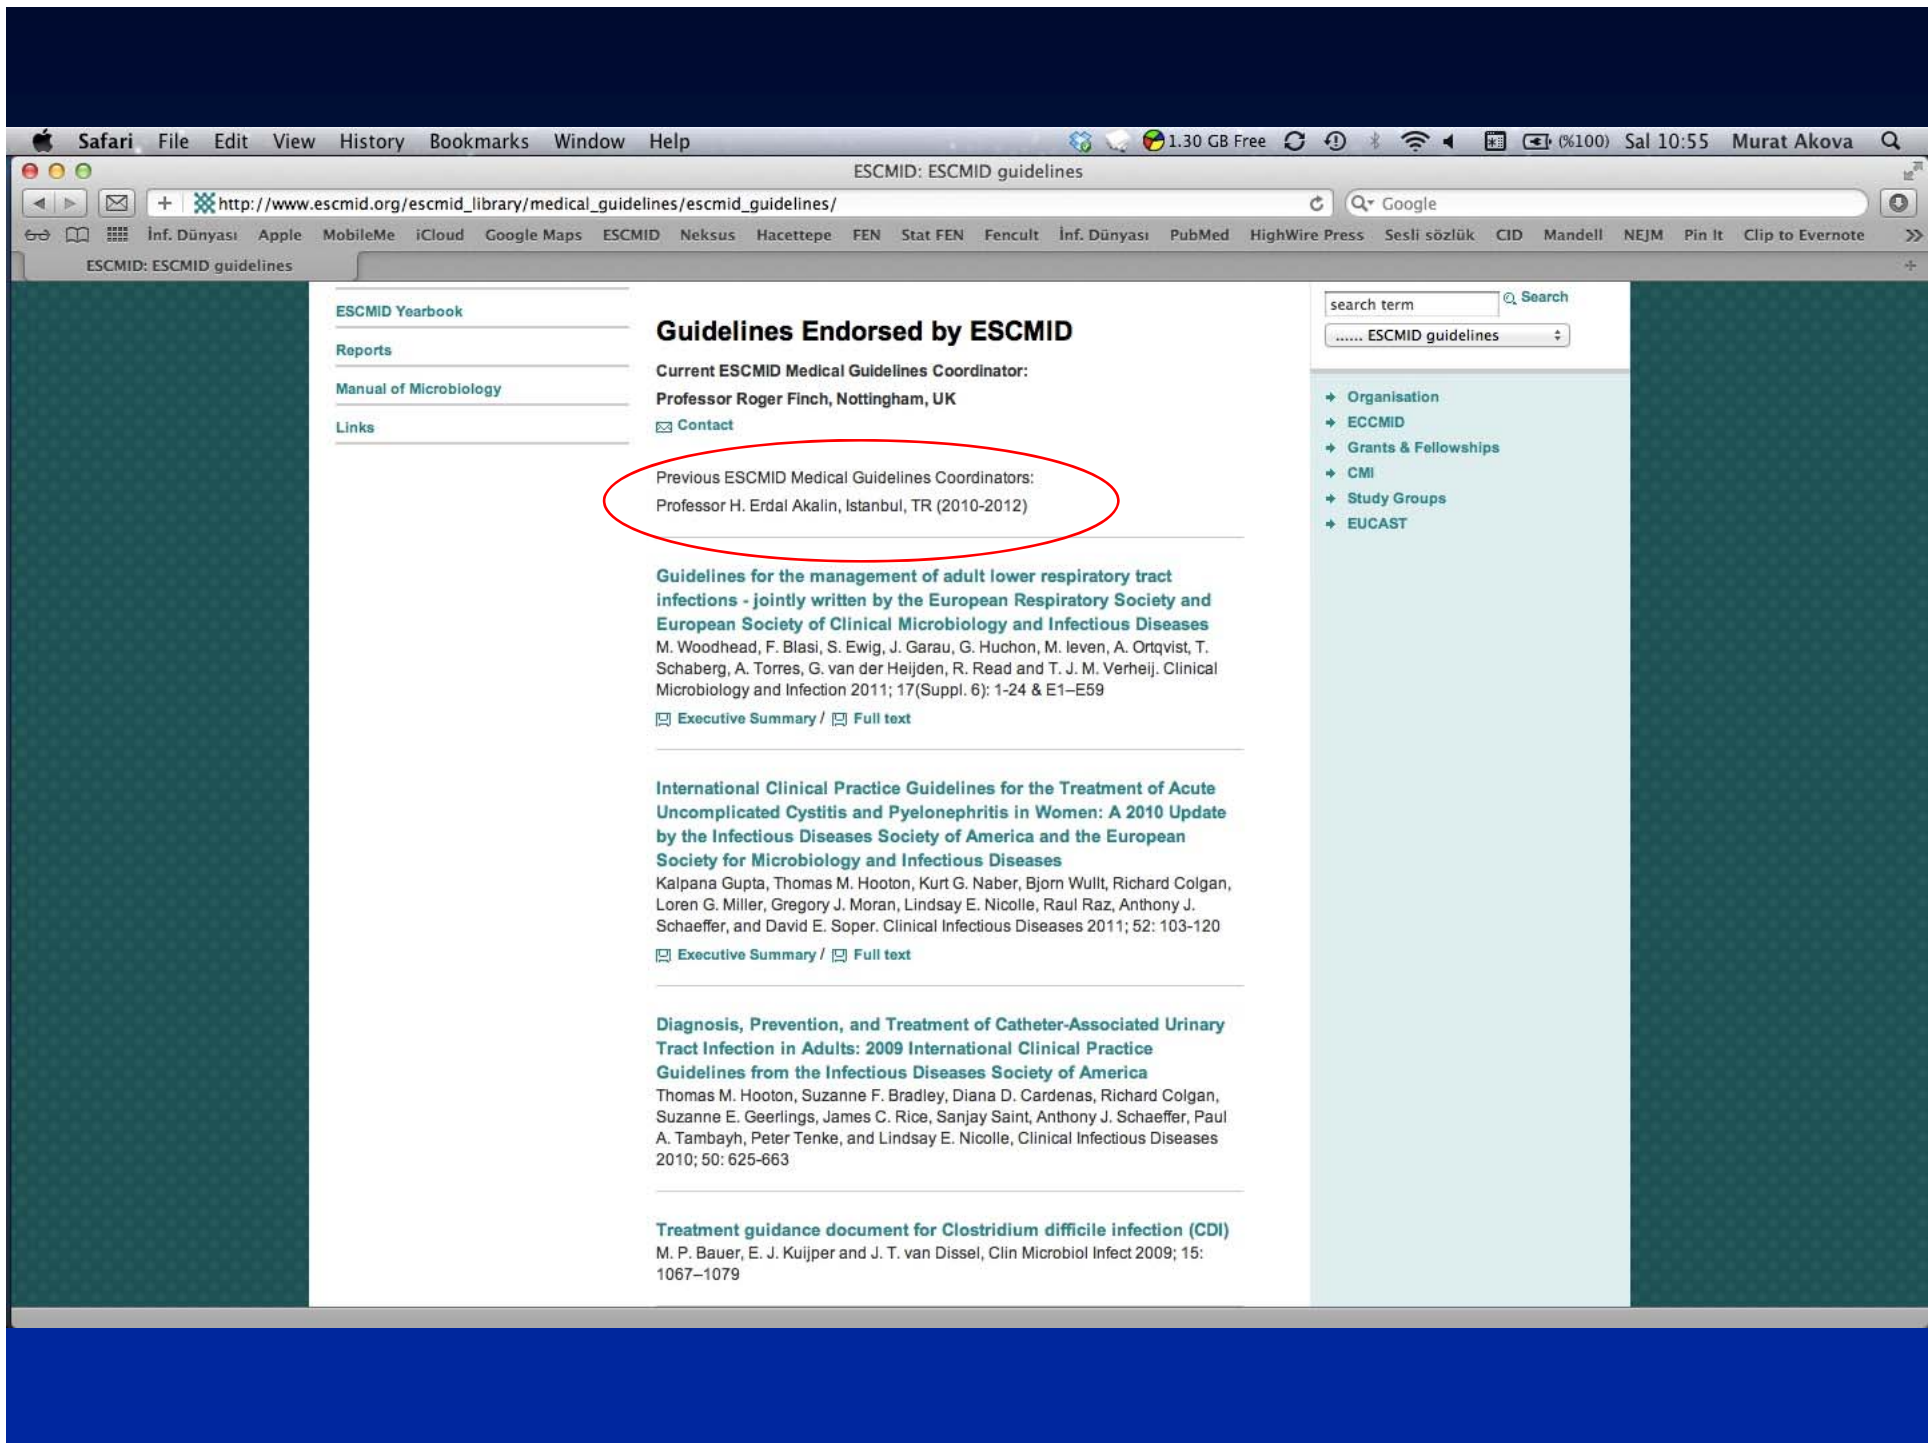 Safari File Edit View History Bookmarks Window Help 1.30 GB Free (%100) Sal 10:55 Murat Akova
ESCMID: ESCMID guidelines
http://www.escmid.org/escmid_library/medical_guidelines/escmid_guidelines/ Google
İnf. Dünyası Apple MobileMe iCloud Google Maps ESCMID Neksus Hacettepe FEN Stat FEN Fencult İnf. Dünyası PubMed HighWire Press Sesli sözlük CID Mandell NEJM Pin It Clip to Evernote
ESCMID: ESCMID guidelines
ESCMID Yearbook
Reports
Manual of Microbiology
Links
Guidelines Endorsed by ESCMID
Current ESCMID Medical Guidelines Coordinator:
Professor Roger Finch, Nottingham, UK
Contact
Previous ESCMID Medical Guidelines Coordinators:
Professor H. Erdal Akalin, Istanbul, TR (2010-2012)
Guidelines for the management of adult lower respiratory tract
infections - jointly written by the European Respiratory Society and
European Society of Clinical Microbiology and Infectious Diseases
M. Woodhead, F. Blasi, S. Ewig, J. Garau, G. Huchon, M. Ieven, A. Ortqvist, T.
Schaberg, A. Torres, G. van der Heijden, R. Read and T. J. M. Verheij. Clinical
Microbiology and Infection 2011; 17(Suppl. 6): 1-24 & E1–E59
Executive Summary / Full text
International Clinical Practice Guidelines for the Treatment of Acute
Uncomplicated Cystitis and Pyelonephritis in Women: A 2010 Update
by the Infectious Diseases Society of America and the European
Society for Microbiology and Infectious Diseases
Kalpana Gupta, Thomas M. Hooton, Kurt G. Naber, Bjorn Wullt, Richard Colgan,
Loren G. Miller, Gregory J. Moran, Lindsay E. Nicolle, Raul Raz, Anthony J.
Schaeffer, and David E. Soper. Clinical Infectious Diseases 2011; 52: 103-120
Executive Summary / Full text
Diagnosis, Prevention, and Treatment of Catheter-Associated Urinary
Tract Infection in Adults: 2009 International Clinical Practice
Guidelines from the Infectious Diseases Society of America
Thomas M. Hooton, Suzanne F. Bradley, Diana D. Cardenas, Richard Colgan,
Suzanne E. Geerlings, James C. Rice, Sanjay Saint, Anthony J. Schaeffer, Paul
A. Tambayh, Peter Tenke, and Lindsay E. Nicolle, Clinical Infectious Diseases
2010; 50: 625-663
Treatment guidance document for Clostridium difficile infection (CDI)
M. P. Bauer, E. J. Kuijper and J. T. van Dissel, Clin Microbiol Infect 2009; 15:
1067–1079
search term Search
...... ESCMID guidelines
Organisation
ECCMID
Grants & Fellowships
CMI
Study Groups
EUCAST